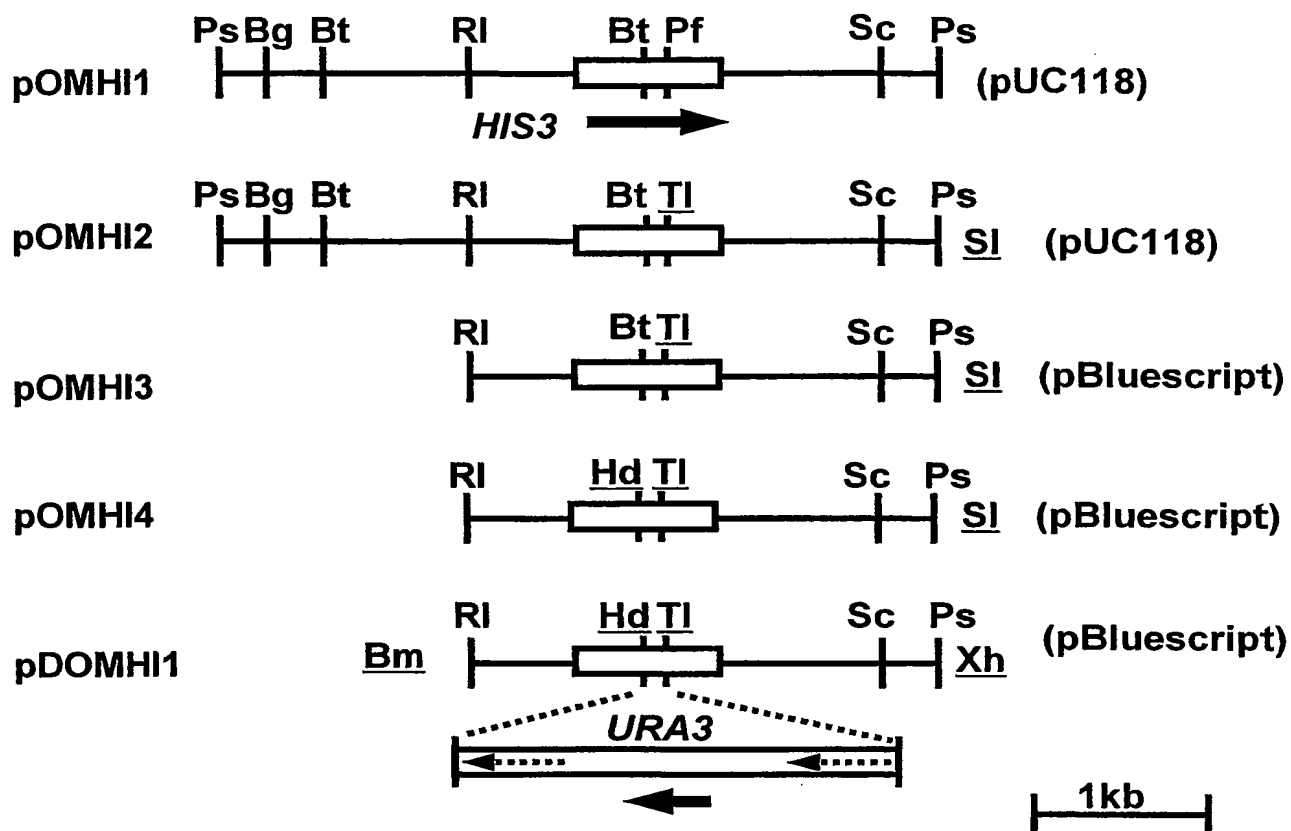 Ps Bg Bt RI Bt Pf Sc Ps
pOMHI1 (pUC118)
HIS3
Ps Bg Bt RI Bt TI Sc Ps
pOMHI2 SI (pUC118)
RI Bt TI Sc Ps
pOMHI3 SI (pBluescript)
RI Hd TI Sc Ps
pOMHI4 SI (pBluescript)
RI Hd TI Sc Ps
pDOMHI1 Bm Xh (pBluescript)
URA3
1kb